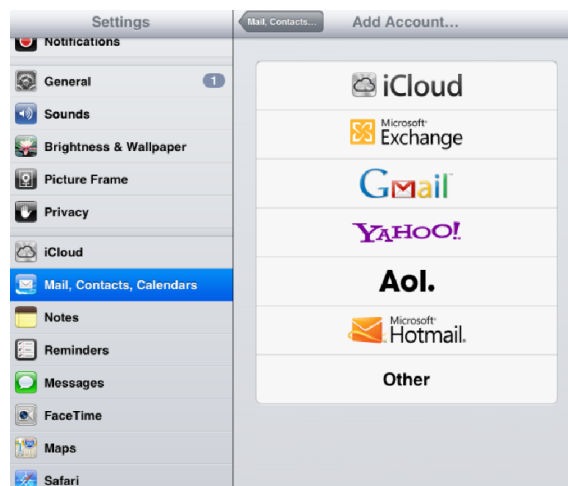 Settings
Notifications
General 1
Sounds
Brightness & Wallpaper
Picture Frame
Privacy
iCloud
Mail, Contacts, Calendars
Notes
Reminders
Messages
FaceTime
Maps
Safari
Mail, Contacts...
Add Account...
iCloud
Microsoft
Exchange
Gmail
YAHOO!
Aol.
Microsoft
Hotmail
Other